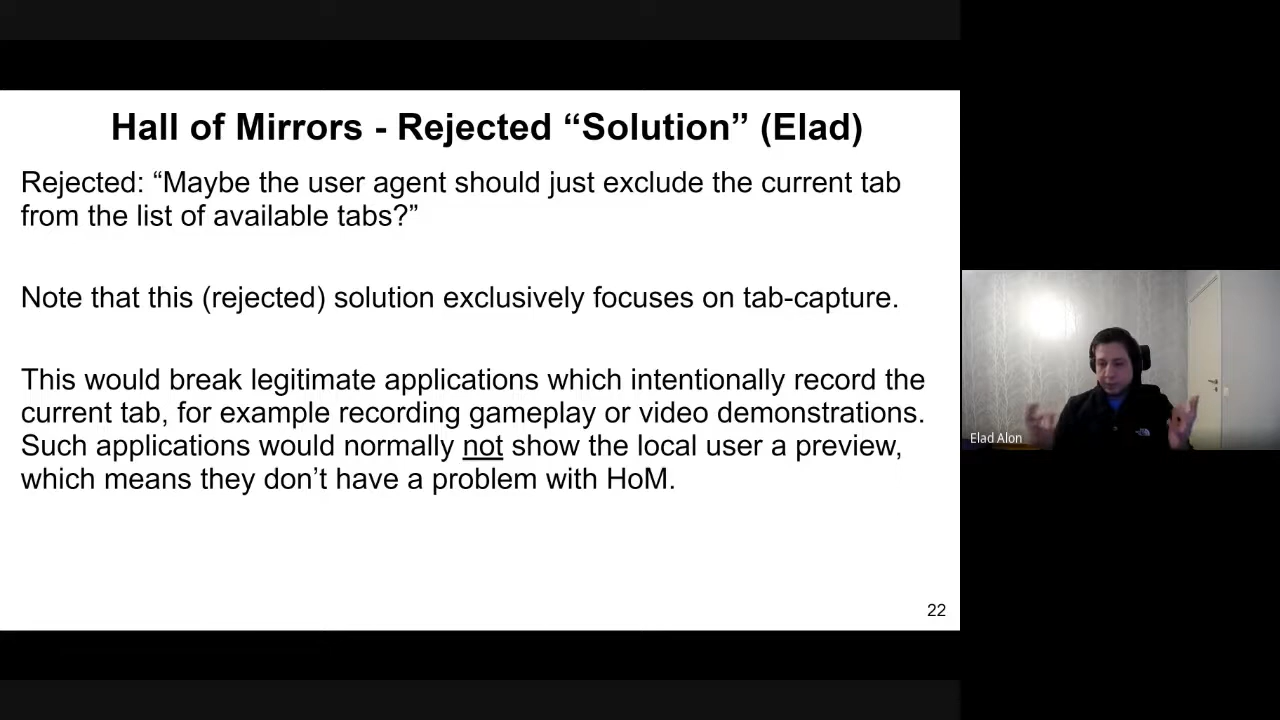 Hall of Mirrors - Rejected “Solution” (Elad)
Rejected: “Maybe the user agent should just exclude the current tab
from the list of available tabs?”
Note that this (rejected) solution exclusively focuses on tab-capture.
This would break legitimate applications which intentionally record the
current tab, for example recording gameplay or video demonstrations.
Such applications would normally not show the local user a preview,
which means they don’t have a problem with HoM.
22
Elad Alon